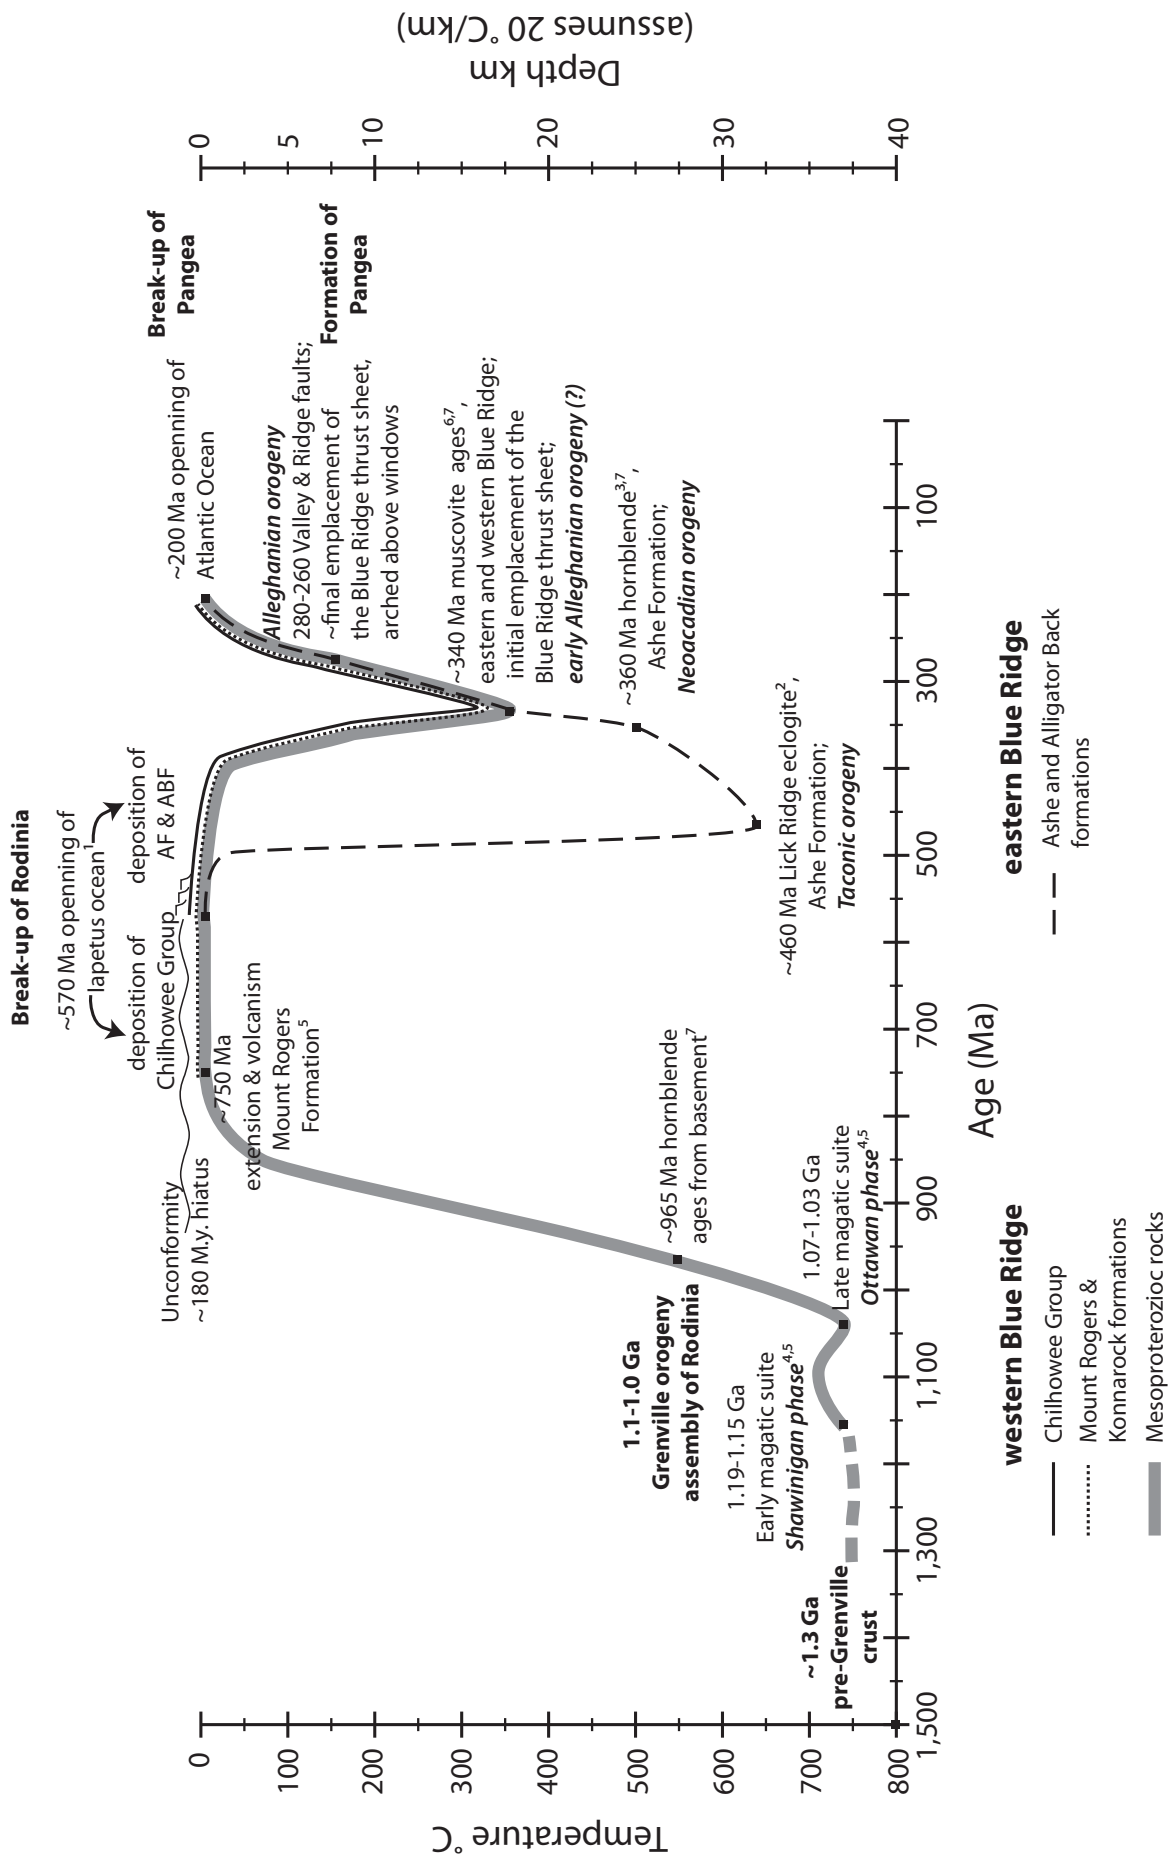 Break-up of Rodinia
~570 Ma openning of
Iapetus ocean1
deposition of
Chilhowee Group
deposition of
AF & ABF
Unconformity
~180 M.y. hiatus
~750 Ma
extension & volcanism
Mount Rogers
Formation5
~200 Ma openning of
Atlantic Ocean
Break-up of
Pangea
Alleghanian orogeny
280-260 Valley & Ridge faults;
~final emplacement of
the Blue Ridge thrust sheet,
arched above windows
Formation of
Pangea
~340 Ma muscovite ages6,7,
eastern and western Blue Ridge;
initial emplacement of the
Blue Ridge thrust sheet;
early Alleghanian orogeny (?)
~360 Ma hornblende3,7,
Ashe Formation;
Neoacadian orogeny
~460 Ma Lick Ridge eclogite2,
Ashe Formation;
Taconic orogeny
~965 Ma hornblende
ages from basement7
1.1-1.0 Ga
Grenville orogeny
assembly of Rodinia
1.07-1.03 Ga
Late magatic suite
Ottawan phase4,5
1.19-1.15 Ga
Early magatic suite
Shawinigan phase4,5
~1.3 Ga
pre-Grenville
crust
Temperature °C
0
100
200
300
400
500
600
700
800
Depth km
(assumes 20 °C/km)
0
5
10
20
30
40
1,500
1,300
1,100
900
700
500
300
100
Age (Ma)
western Blue Ridge
Chilhowee Group
Mount Rogers &
Konnarock formations
Mesoproterozioc rocks
eastern Blue Ridge
Ashe and Alligator Back
formations